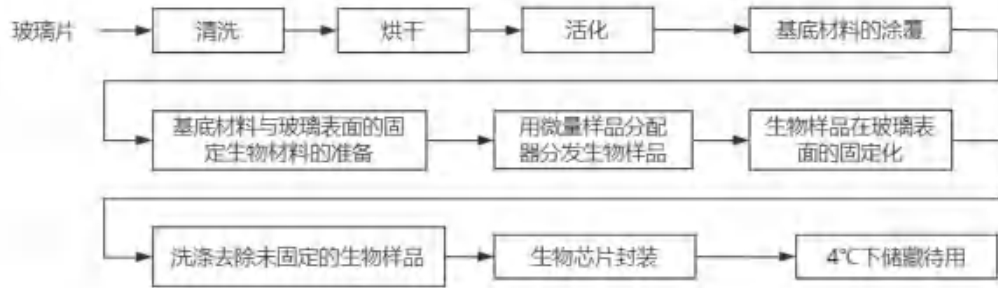 玻璃片
清洗
烘干
活化
基底材料的涂覆
基底材料与玻璃表面的固
定生物材料的准备
用微量样品分配
器分发生物样品
生物样品在玻璃表
面的固定化
洗涤去除未固定的生物样品
生物芯片封装
4℃下储藏待用